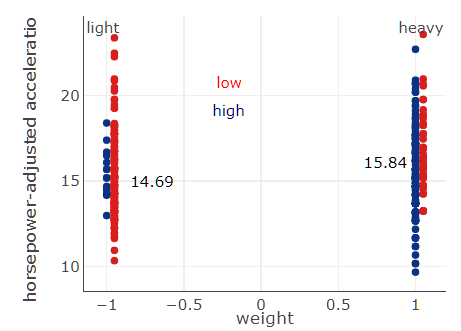 light
heavy
horsepower-adjusted acceleratio
low
high
20
15
10
14.69
15.84
−1
−0.5
0
0.5
1
weight